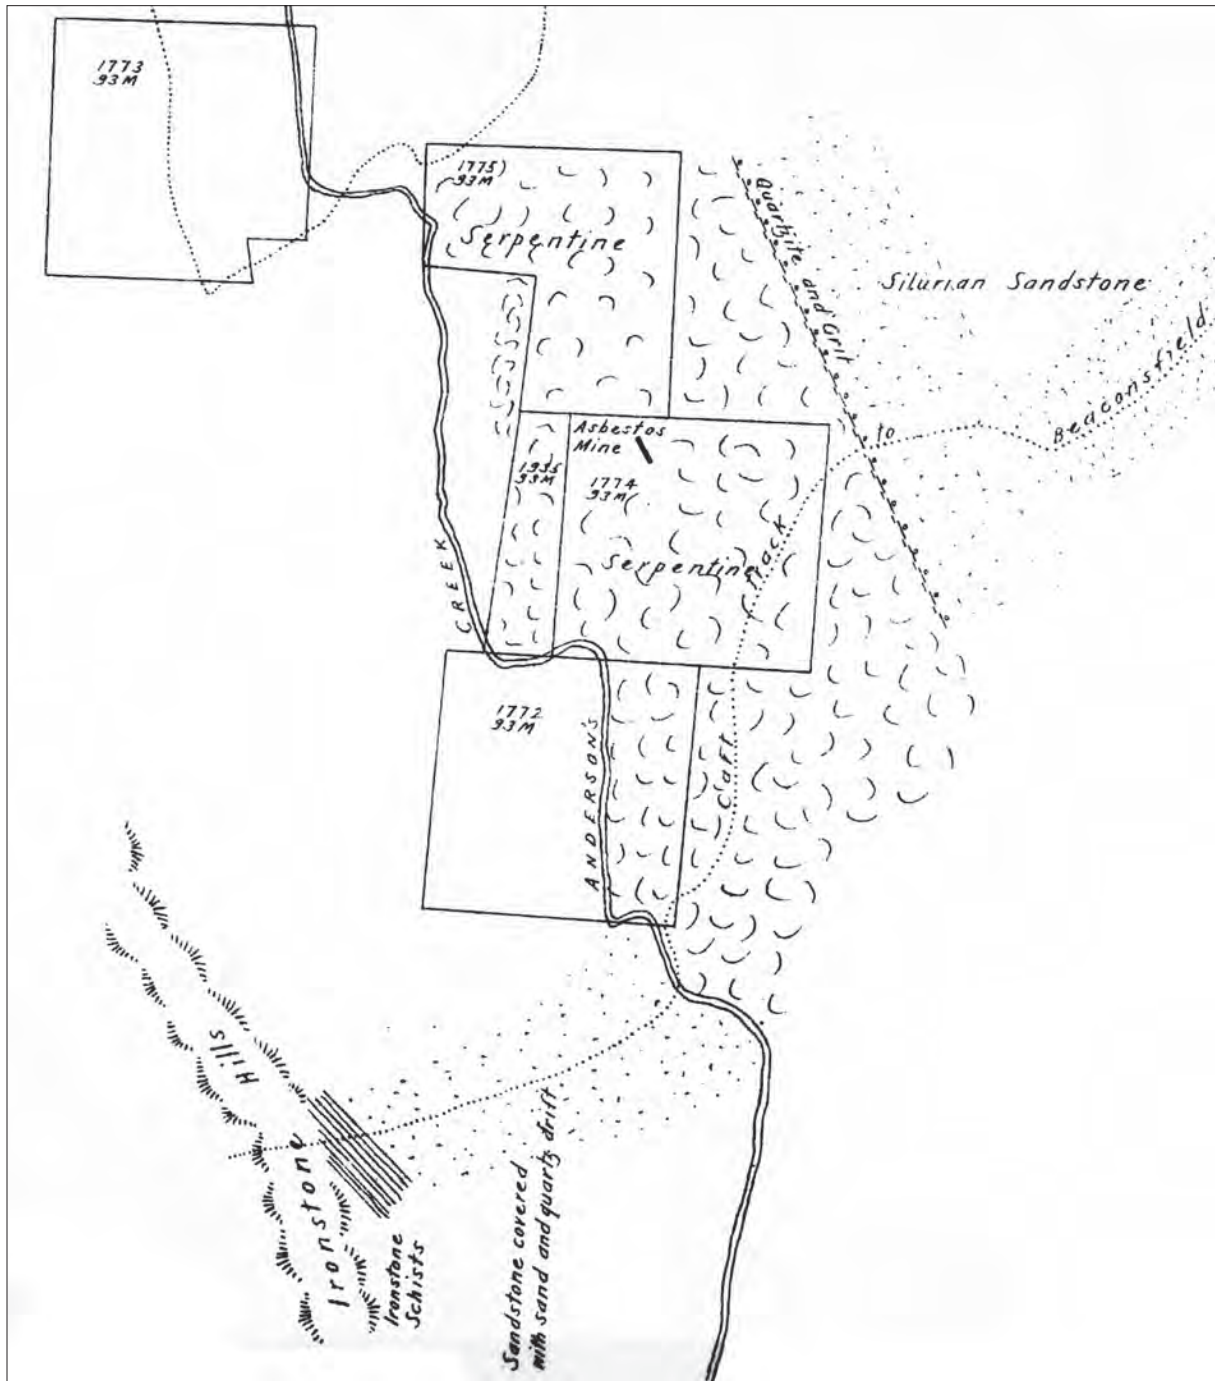 1773
93M
1775
93M
Serpentine
Quartzite and Grit
Silurian Sandstone
to Beaconsfield
Asbestos
Mine
1935
93M
1774
93M
Serpentine
Track
CREEK
1772
93M
ANDERSON'S
Cart
Hills
Ironstone
Ironstone
Schists
Sandstone covered
with sand and quartz drift